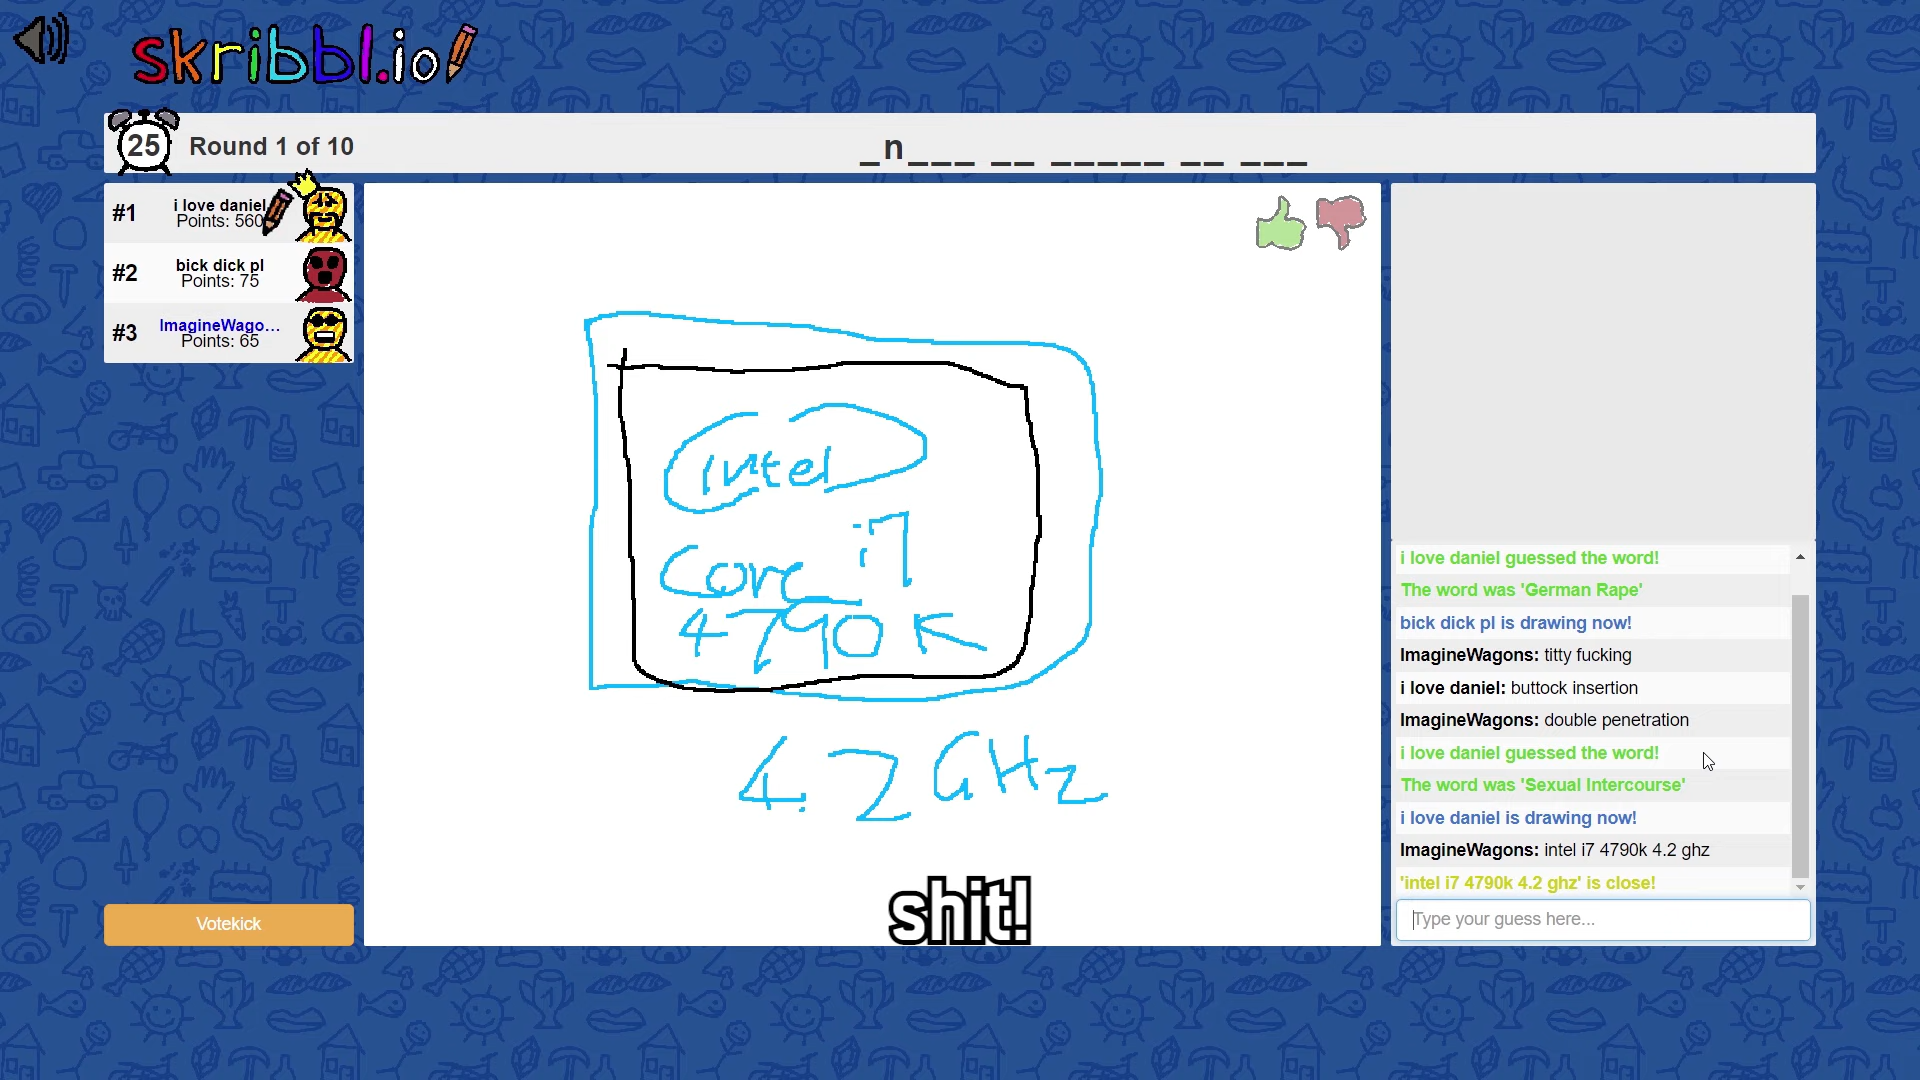 skribbl.io
25
Round 1 of 10
_n___ __ _____ __ ___
#1
i love daniel
Points: 560
#2
bick dick pl
Points: 75
#3
ImagineWago...
Points: 65
intel
Core i7
4790K
4.2 GHz
shit!
i love daniel guessed the word!
The word was 'German Rape'
bick dick pl is drawing now!
ImagineWagons: titty fucking
i love daniel: buttock insertion
ImagineWagons: double penetration
i love daniel guessed the word!
The word was 'Sexual Intercourse'
i love daniel is drawing now!
ImagineWagons: intel i7 4790k 4.2 ghz
'intel i7 4790k 4.2 ghz' is close!
Type your guess here...
Votekick